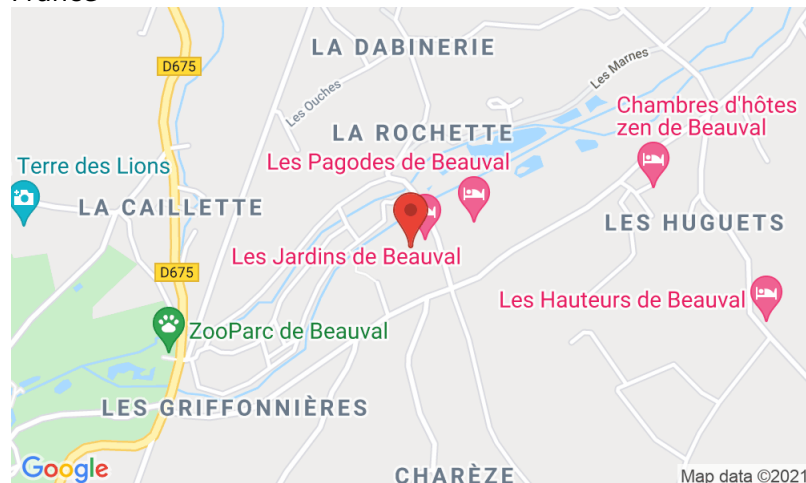 France
LA DABINERIE
D675
Les Marnes
Les Ouches
Chambres d'hôtes
zen de Beauval
LA ROCHETTE
Les Pagodes de Beauval
Terre des Lions
LA CAILLETTE
LES HUGUETS
Les Jardins de Beauval
D675
Les Hauteurs de Beauval
ZooParc de Beauval
LES GRIFFONNIÈRES
Google
CHARÈZE
Map data ©2021